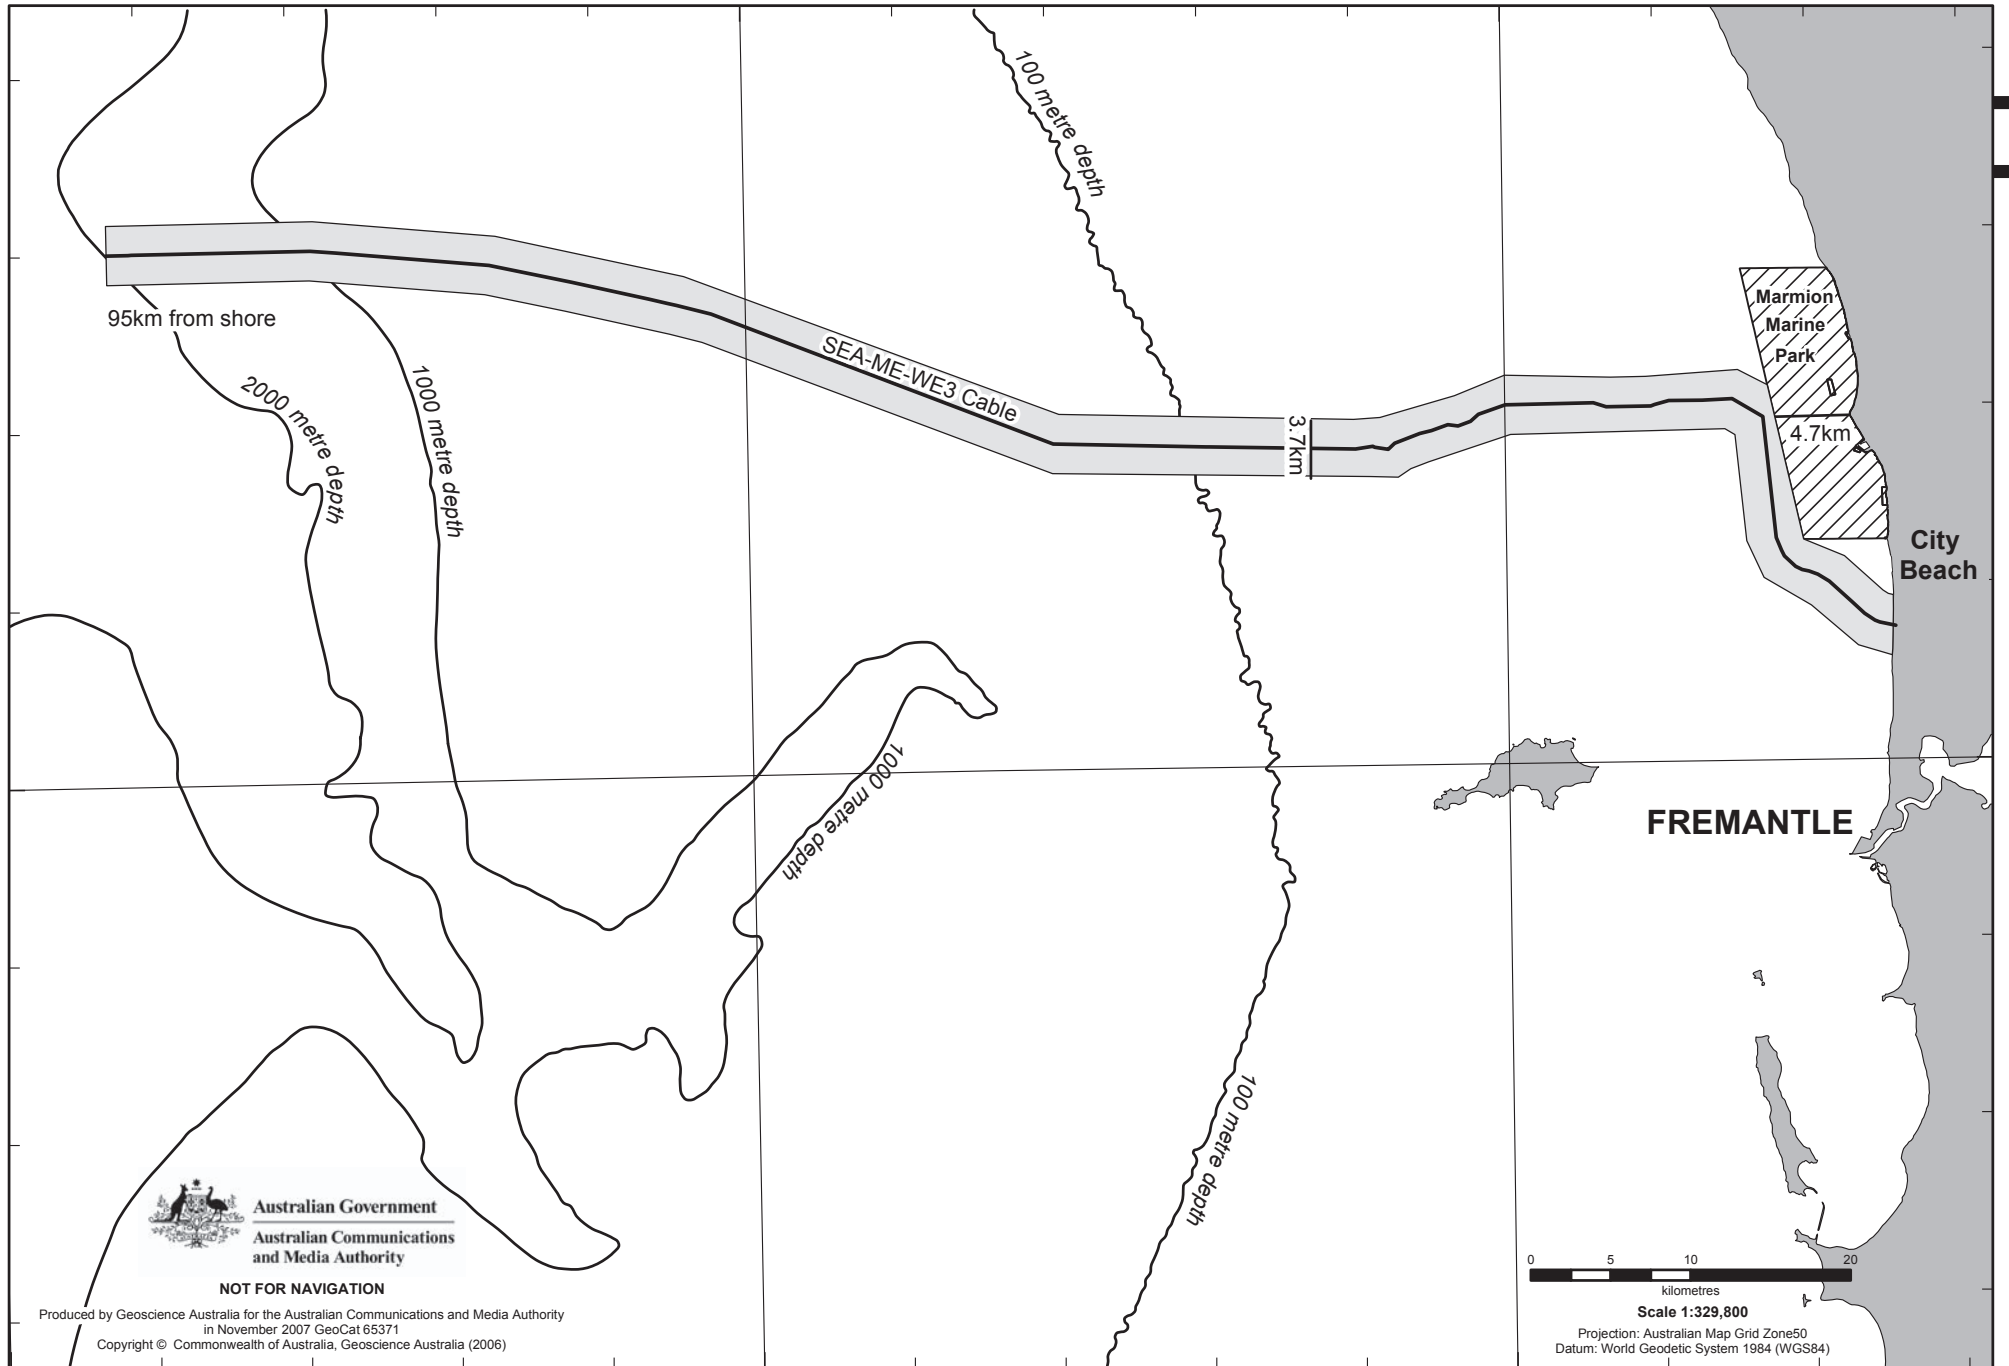 100 metre depth
95km from shore
2000 metre depth
1000 metre depth
SEA-ME-WE3 Cable
3.7km
Marmion
Marine
Park
4.7km
City
Beach
1000 metre depth
FREMANTLE
100 metre depth
Australian Government
Australian Communications
and Media Authority
NOT FOR NAVIGATION
Produced by Geoscience Australia for the Australian Communications and Media Authority
in November 2007 GeoCat 65371
Copyright © Commonwealth of Australia, Geoscience Australia (2006)
0 5 10 20
kilometres
Scale 1:329,800
Projection: Australian Map Grid Zone50
Datum: World Geodetic System 1984 (WGS84)